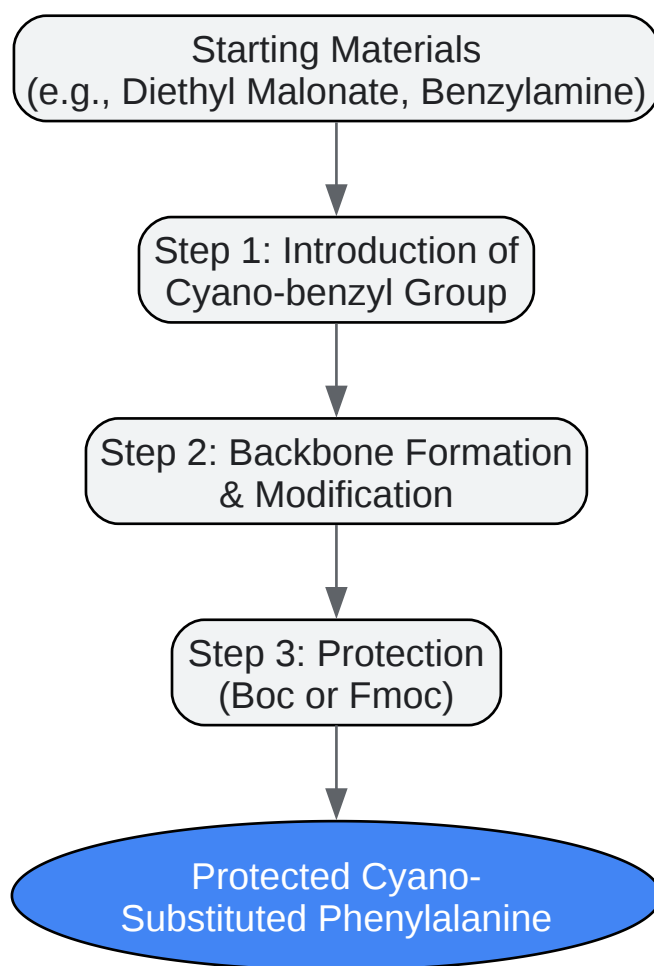 Starting Materials
(e.g., Diethyl Malonate, Benzylamine)
Step 1: Introduction of
Cyano-benzyl Group
Step 2: Backbone Formation
& Modification
Step 3: Protection
(Boc or Fmoc)
Protected Cyano-
Substituted Phenylalanine